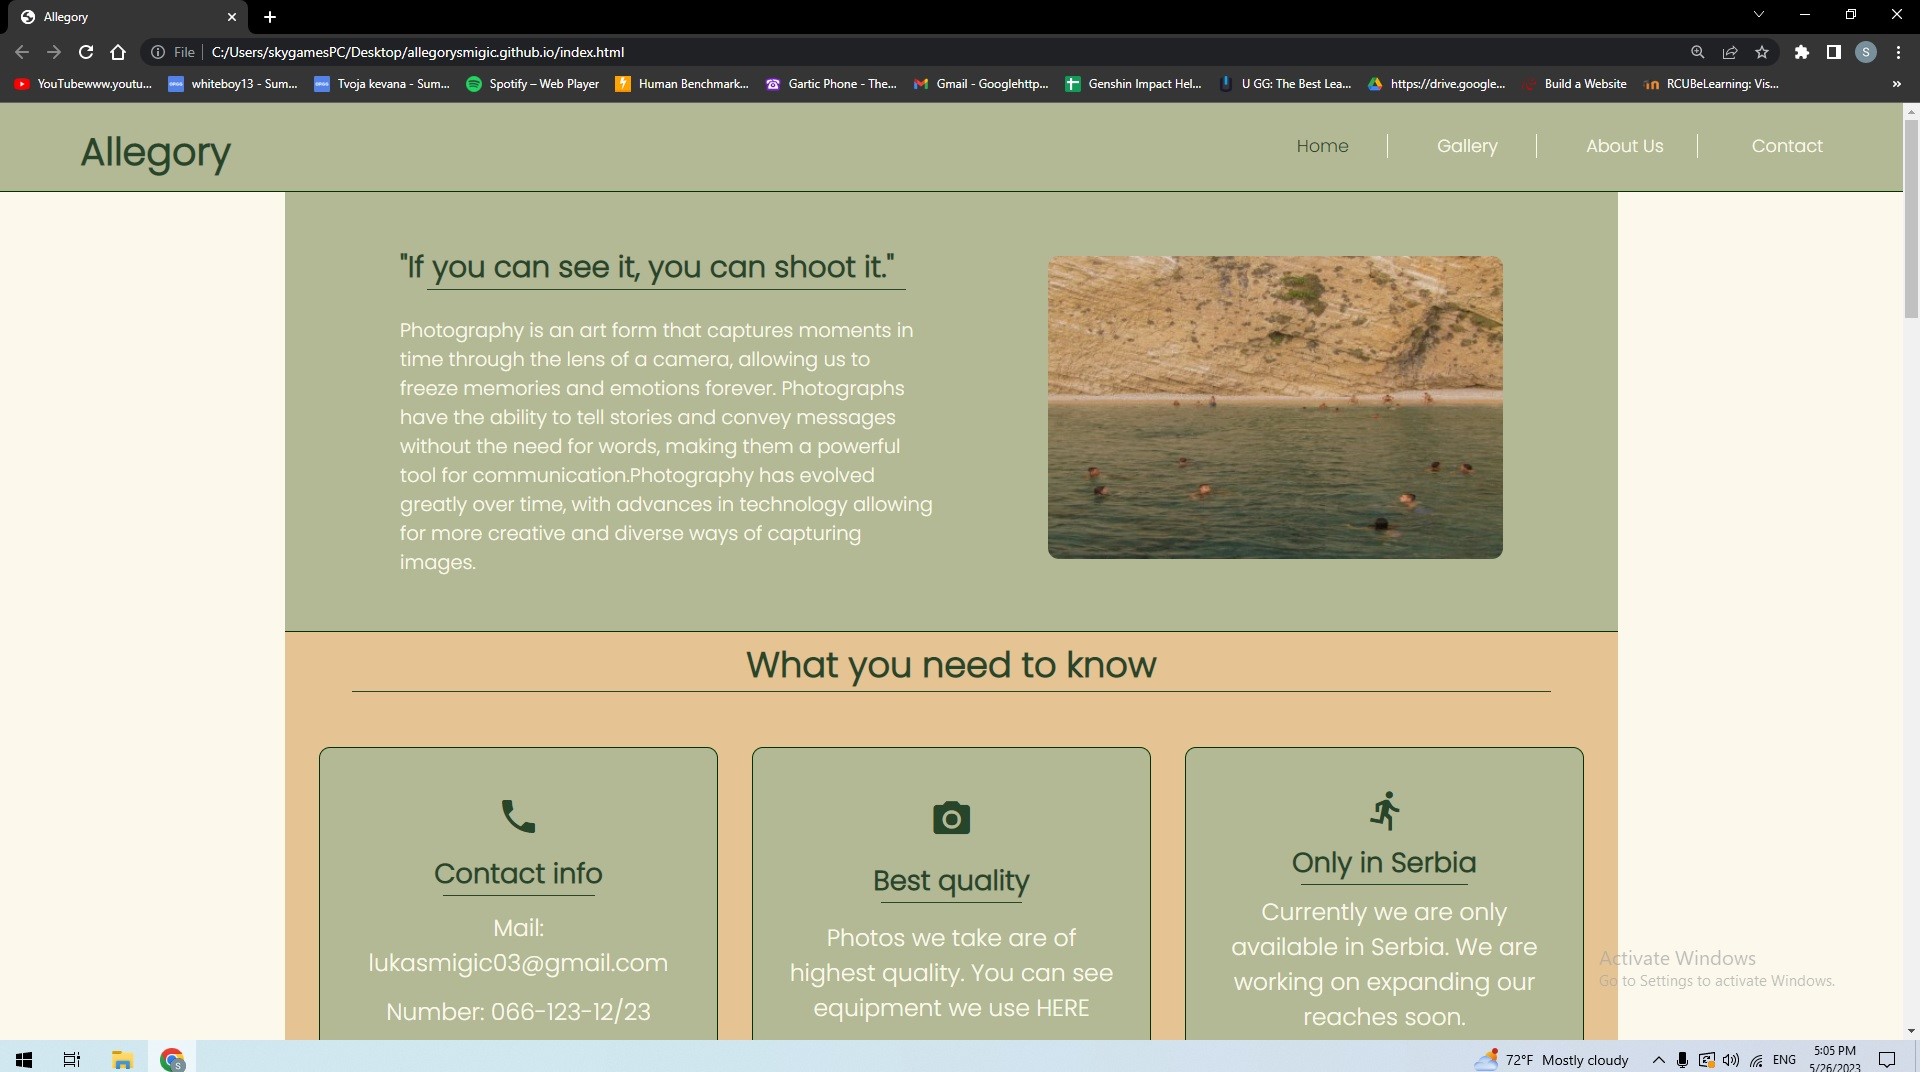 Allegory
File C:/Users/skygamesPC/Desktop/allegorysmigic.github.io/index.html S
YouTubewww.youtu... whiteboy13 - Sum... Tvoja kevana - Sum... Spotify – Web Player Human Benchmark... Gartic Phone - The... Gmail - Googlehttp... Genshin Impact Hel... U GG: The Best Lea... https://drive.google... Build a Website RCUBeLearning: Vis... »
Allegory
Home Gallery About Us Contact
"If you can see it, you can shoot it."
Photography is an art form that captures moments in
time through the lens of a camera, allowing us to
freeze memories and emotions forever. Photographs
have the ability to tell stories and convey messages
without the need for words, making them a powerful
tool for communication.Photography has evolved
greatly over time, with advances in technology allowing
for more creative and diverse ways of capturing
images.
What you need to know
Contact info
Mail:
lukasmigic03@gmail.com
Number: 066-123-12/23
Best quality
Photos we take are of
highest quality. You can see
equipment we use HERE
Only in Serbia
Currently we are only
available in Serbia. We are
working on expanding our
reaches soon.
Activate Windows
Go to Settings to activate Windows.
72°F Mostly cloudy ENG 5:05 PM
5/26/2023